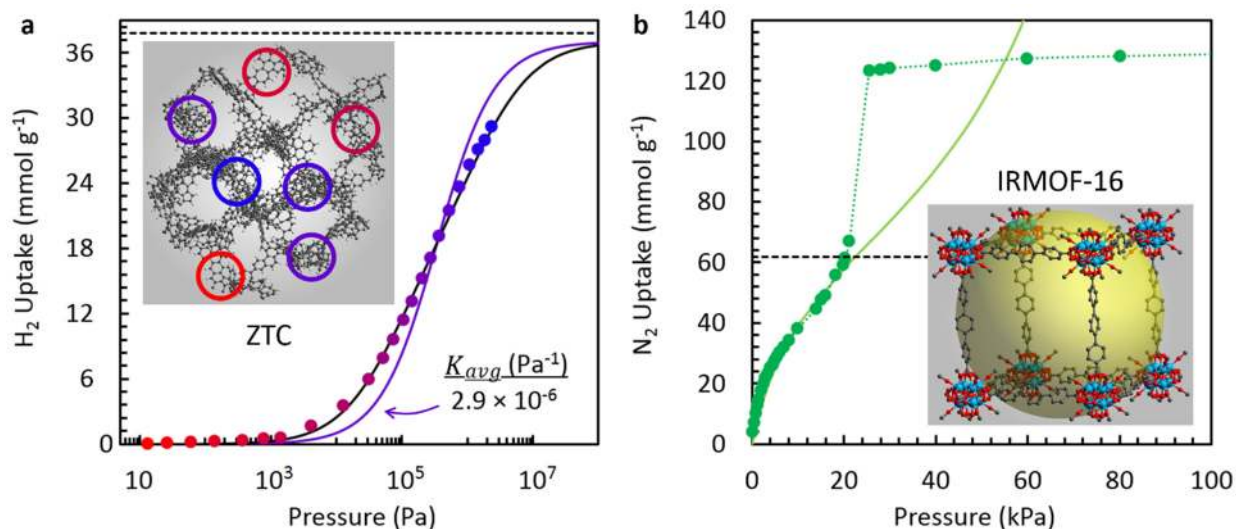 a
H₂ Uptake (mmol g⁻¹)
36
30
24
18
12
6
0
ZTC
K_avg (Pa⁻¹)
2.9 × 10⁻⁶
10
10³
10⁵
10⁷
Pressure (Pa)
b
N₂ Uptake (mmol g⁻¹)
140
120
100
80
60
40
20
0
IRMOF-16
0
20
40
60
80
100
Pressure (kPa)